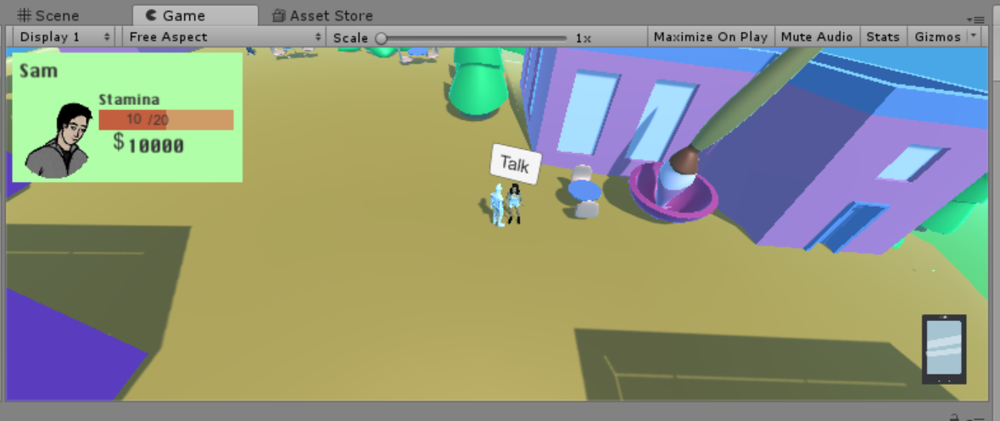 Scene Game Asset Store
Display 1 Free Aspect Scale 1x Maximize On Play Mute Audio Stats Gizmos
Sam
Stamina
10 /20
$10000
Talk